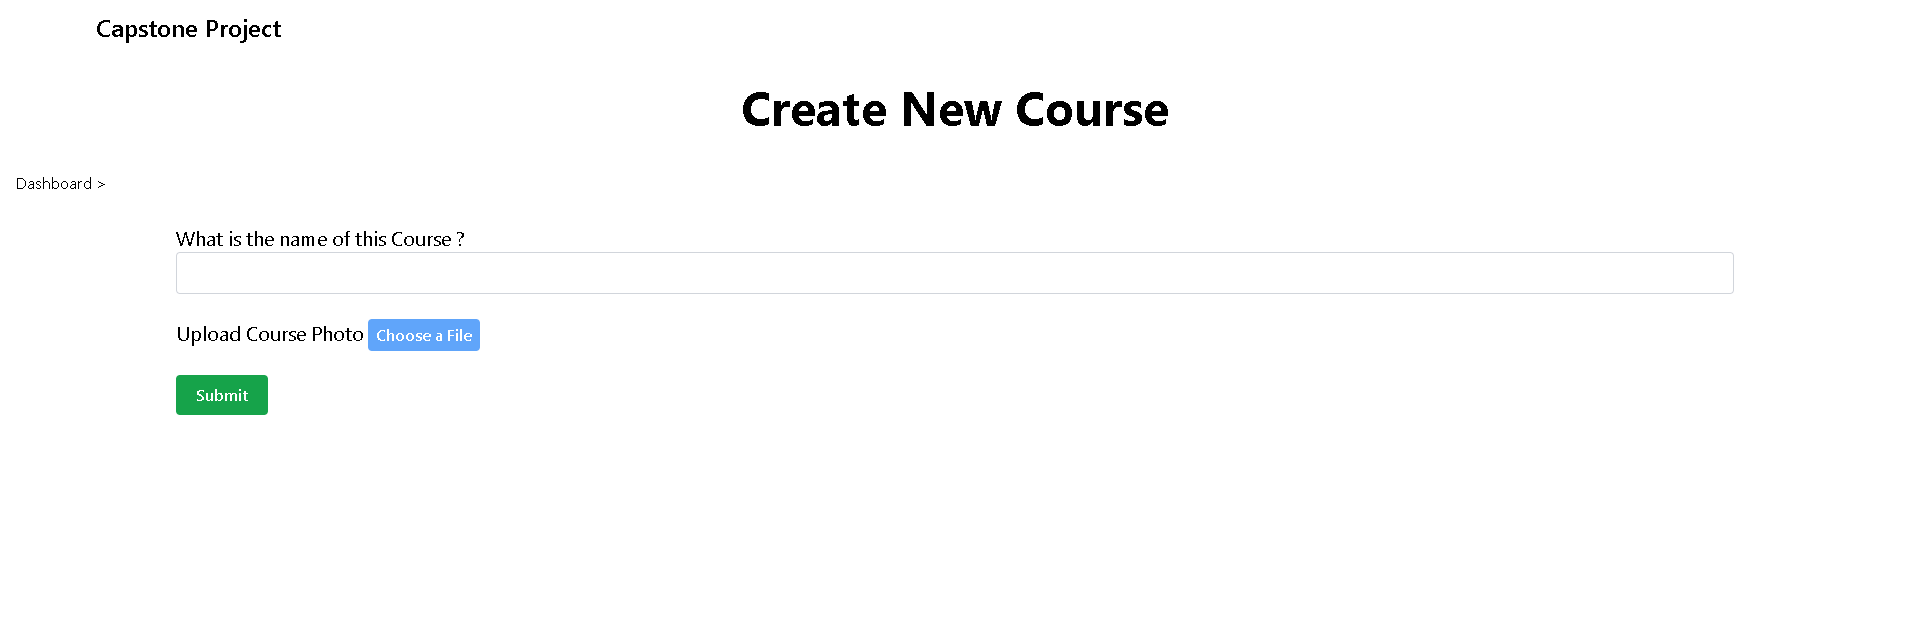 Capstone Project
Create New Course
Dashboard >
What is the name of this Course ?
Upload Course Photo Choose a File
Submit